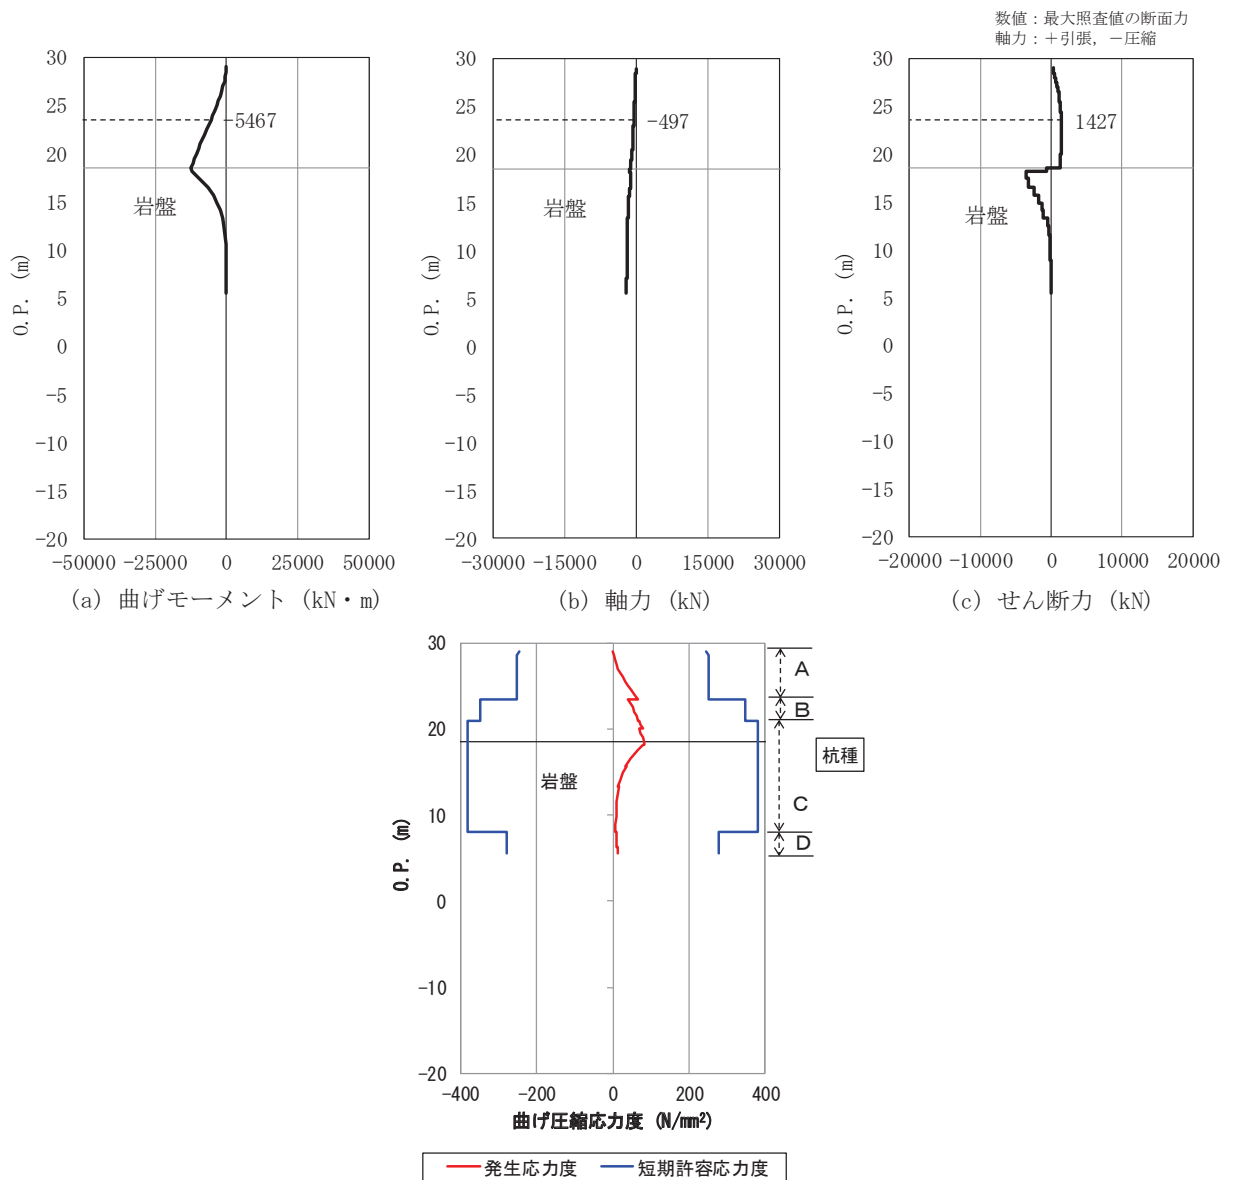 数値：最大照査値の断面力
軸力：＋引張，－圧縮
30
25
20
15
10
5
0
-5
-10
-15
-20
O.P. (m)
-5467
岩盤
-50000 -25000 0 25000 50000
(a) 曲げモーメント (kN・m)
30
25
20
15
10
5
0
-5
-10
-15
-20
O.P. (m)
-497
岩盤
-30000 -15000 0 15000 30000
(b) 軸力 (kN)
30
25
20
15
10
5
0
-5
-10
-15
-20
O.P. (m)
1427
岩盤
-20000 -10000 0 10000 20000
(c) せん断力 (kN)
30
20
10
0
-10
-20
O.P. (m)
岩盤
A
B
C
D
杭種
-400 -200 0 200 400
曲げ圧縮応力度 (N/mm²)
発生応力度 短期許容応力度